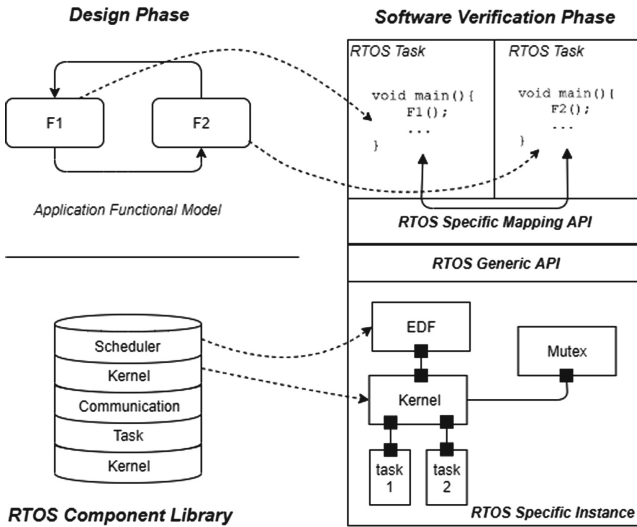 Design Phase
F1
F2
Application Functional Model
Software Verification Phase
RTOS Task
void main(){
F1();
...
}
RTOS Task
void main(){
F2();
...
}
RTOS Specific Mapping API
RTOS Generic API
Scheduler
Kernel
Communication
Task
Kernel
RTOS Component Library
EDF
Mutex
Kernel
task
1
task
2
RTOS Specific Instance